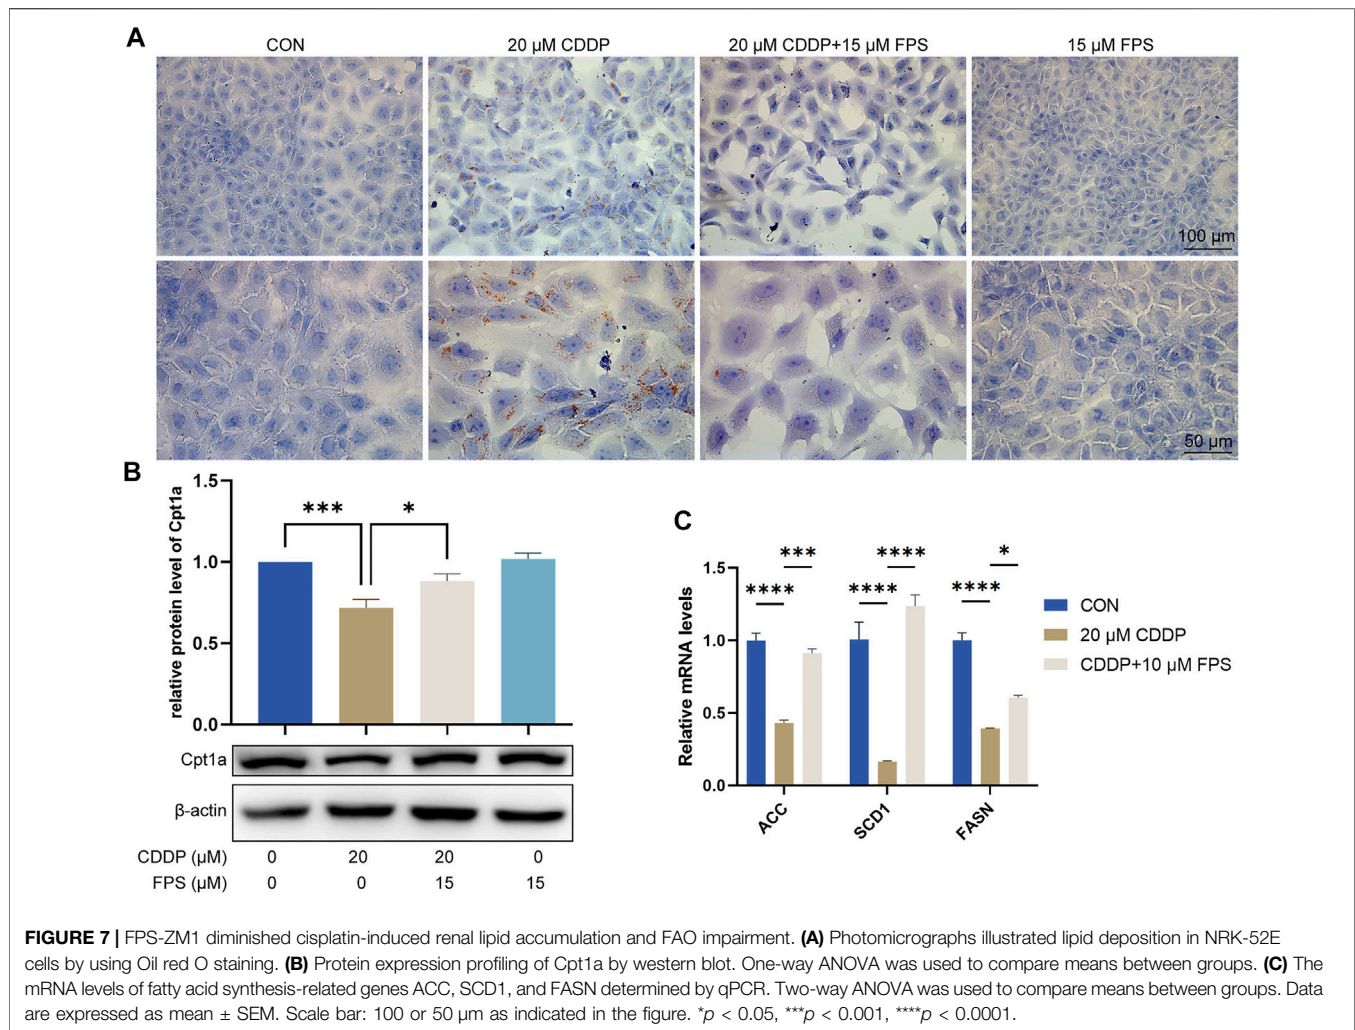 A
CON
20 µM CDDP
20 µM CDDP+15 µM FPS
15 µM FPS
100 µm
50 µm
B
relative protein level of Cpt1a
1.5
1.0
0.5
0.0
***
*
Cpt1a
β-actin
CDDP (µM) 0 20 20 0
FPS (µM) 0 0 15 15
C
Relative mRNA levels
1.5
1.0
0.5
0.0
**** ***
**** ****
**** *
ACC
SCD1
FASN
CON
20 µM CDDP
CDDP+10 µM FPS
FIGURE 7 | FPS-ZM1 diminished cisplatin-induced renal lipid accumulation and FAO impairment. (A) Photomicrographs illustrated lipid deposition in NRK-52E
cells by using Oil red O staining. (B) Protein expression profiling of Cpt1a by western blot. One-way ANOVA was used to compare means between groups. (C) The
mRNA levels of fatty acid synthesis-related genes ACC, SCD1, and FASN determined by qPCR. Two-way ANOVA was used to compare means between groups. Data
are expressed as mean ± SEM. Scale bar: 100 or 50 µm as indicated in the figure. *p < 0.05, ***p < 0.001, ****p < 0.0001.